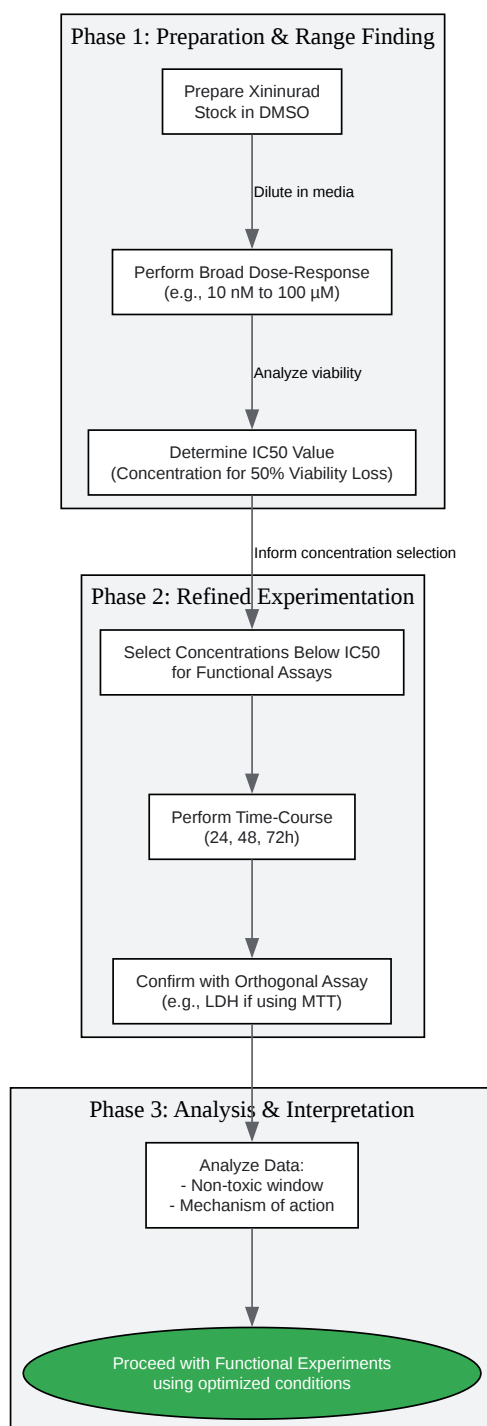 Phase 1: Preparation & Range Finding
Prepare Xininurad
Stock in DMSO
Dilute in media
Perform Broad Dose-Response
(e.g., 10 nM to 100 µM)
Analyze viability
Determine IC50 Value
(Concentration for 50% Viability Loss)
Inform concentration selection
Phase 2: Refined Experimentation
Select Concentrations Below IC50
for Functional Assays
Perform Time-Course
(24, 48, 72h)
Confirm with Orthogonal Assay
(e.g., LDH if using MTT)
Phase 3: Analysis & Interpretation
Analyze Data:
- Non-toxic window
- Mechanism of action
Proceed with Functional Experiments
using optimized conditions